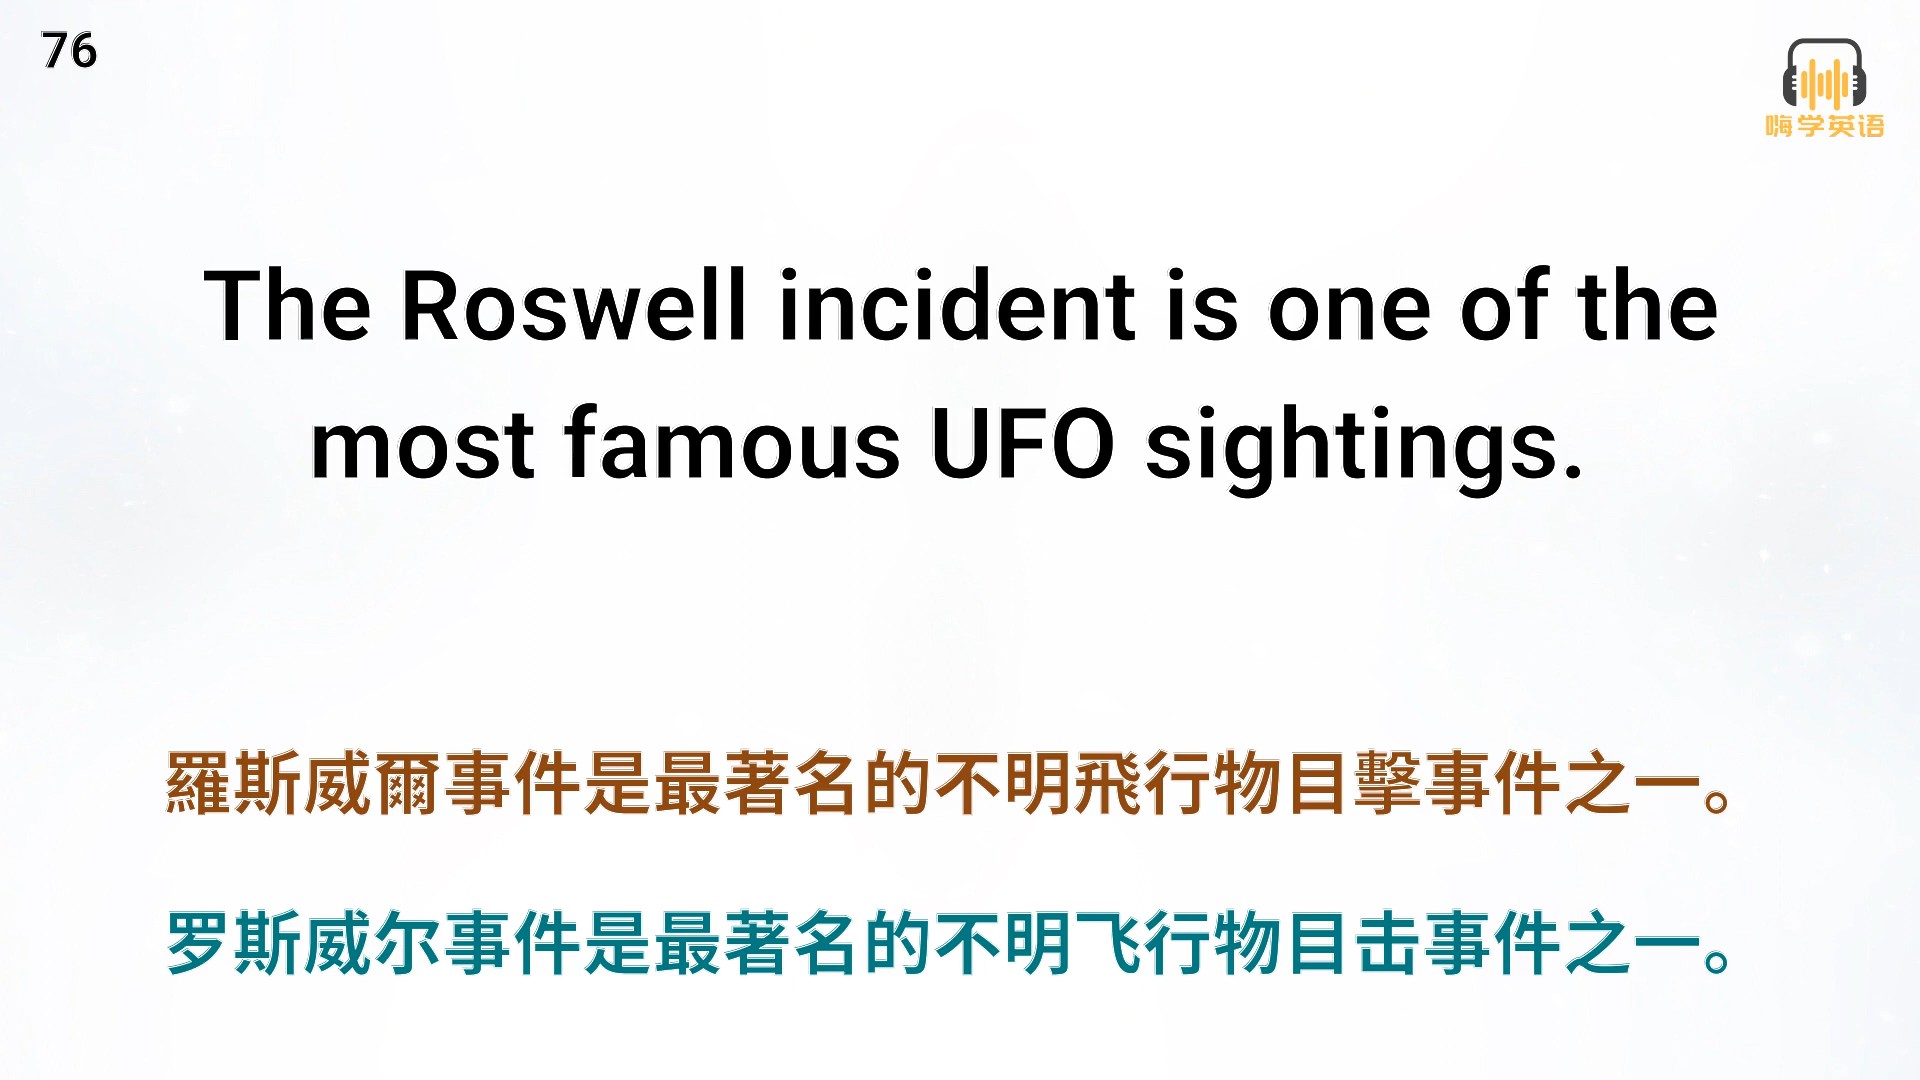 76
嗨学英语
The Roswell incident is one of the
most famous UFO sightings.
羅斯威爾事件是最著名的不明飛行物目擊事件之一。
罗斯威尔事件是最著名的不明飞行物目击事件之一。